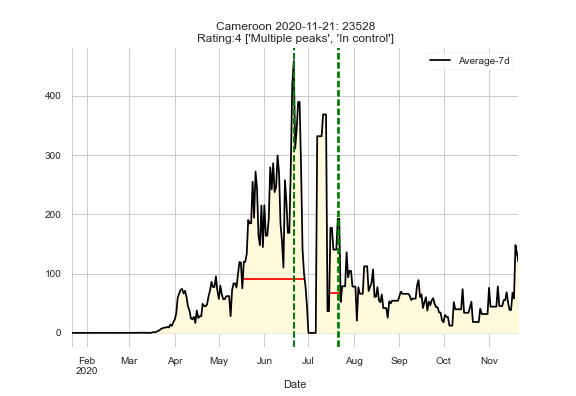 Cameroon 2020-11-21: 23528
Rating:4 ['Multiple peaks', 'In control']
Average-7d
400
300
200
100
0
Feb Mar Apr May Jun Jul Aug Sep Oct Nov
2020
Date